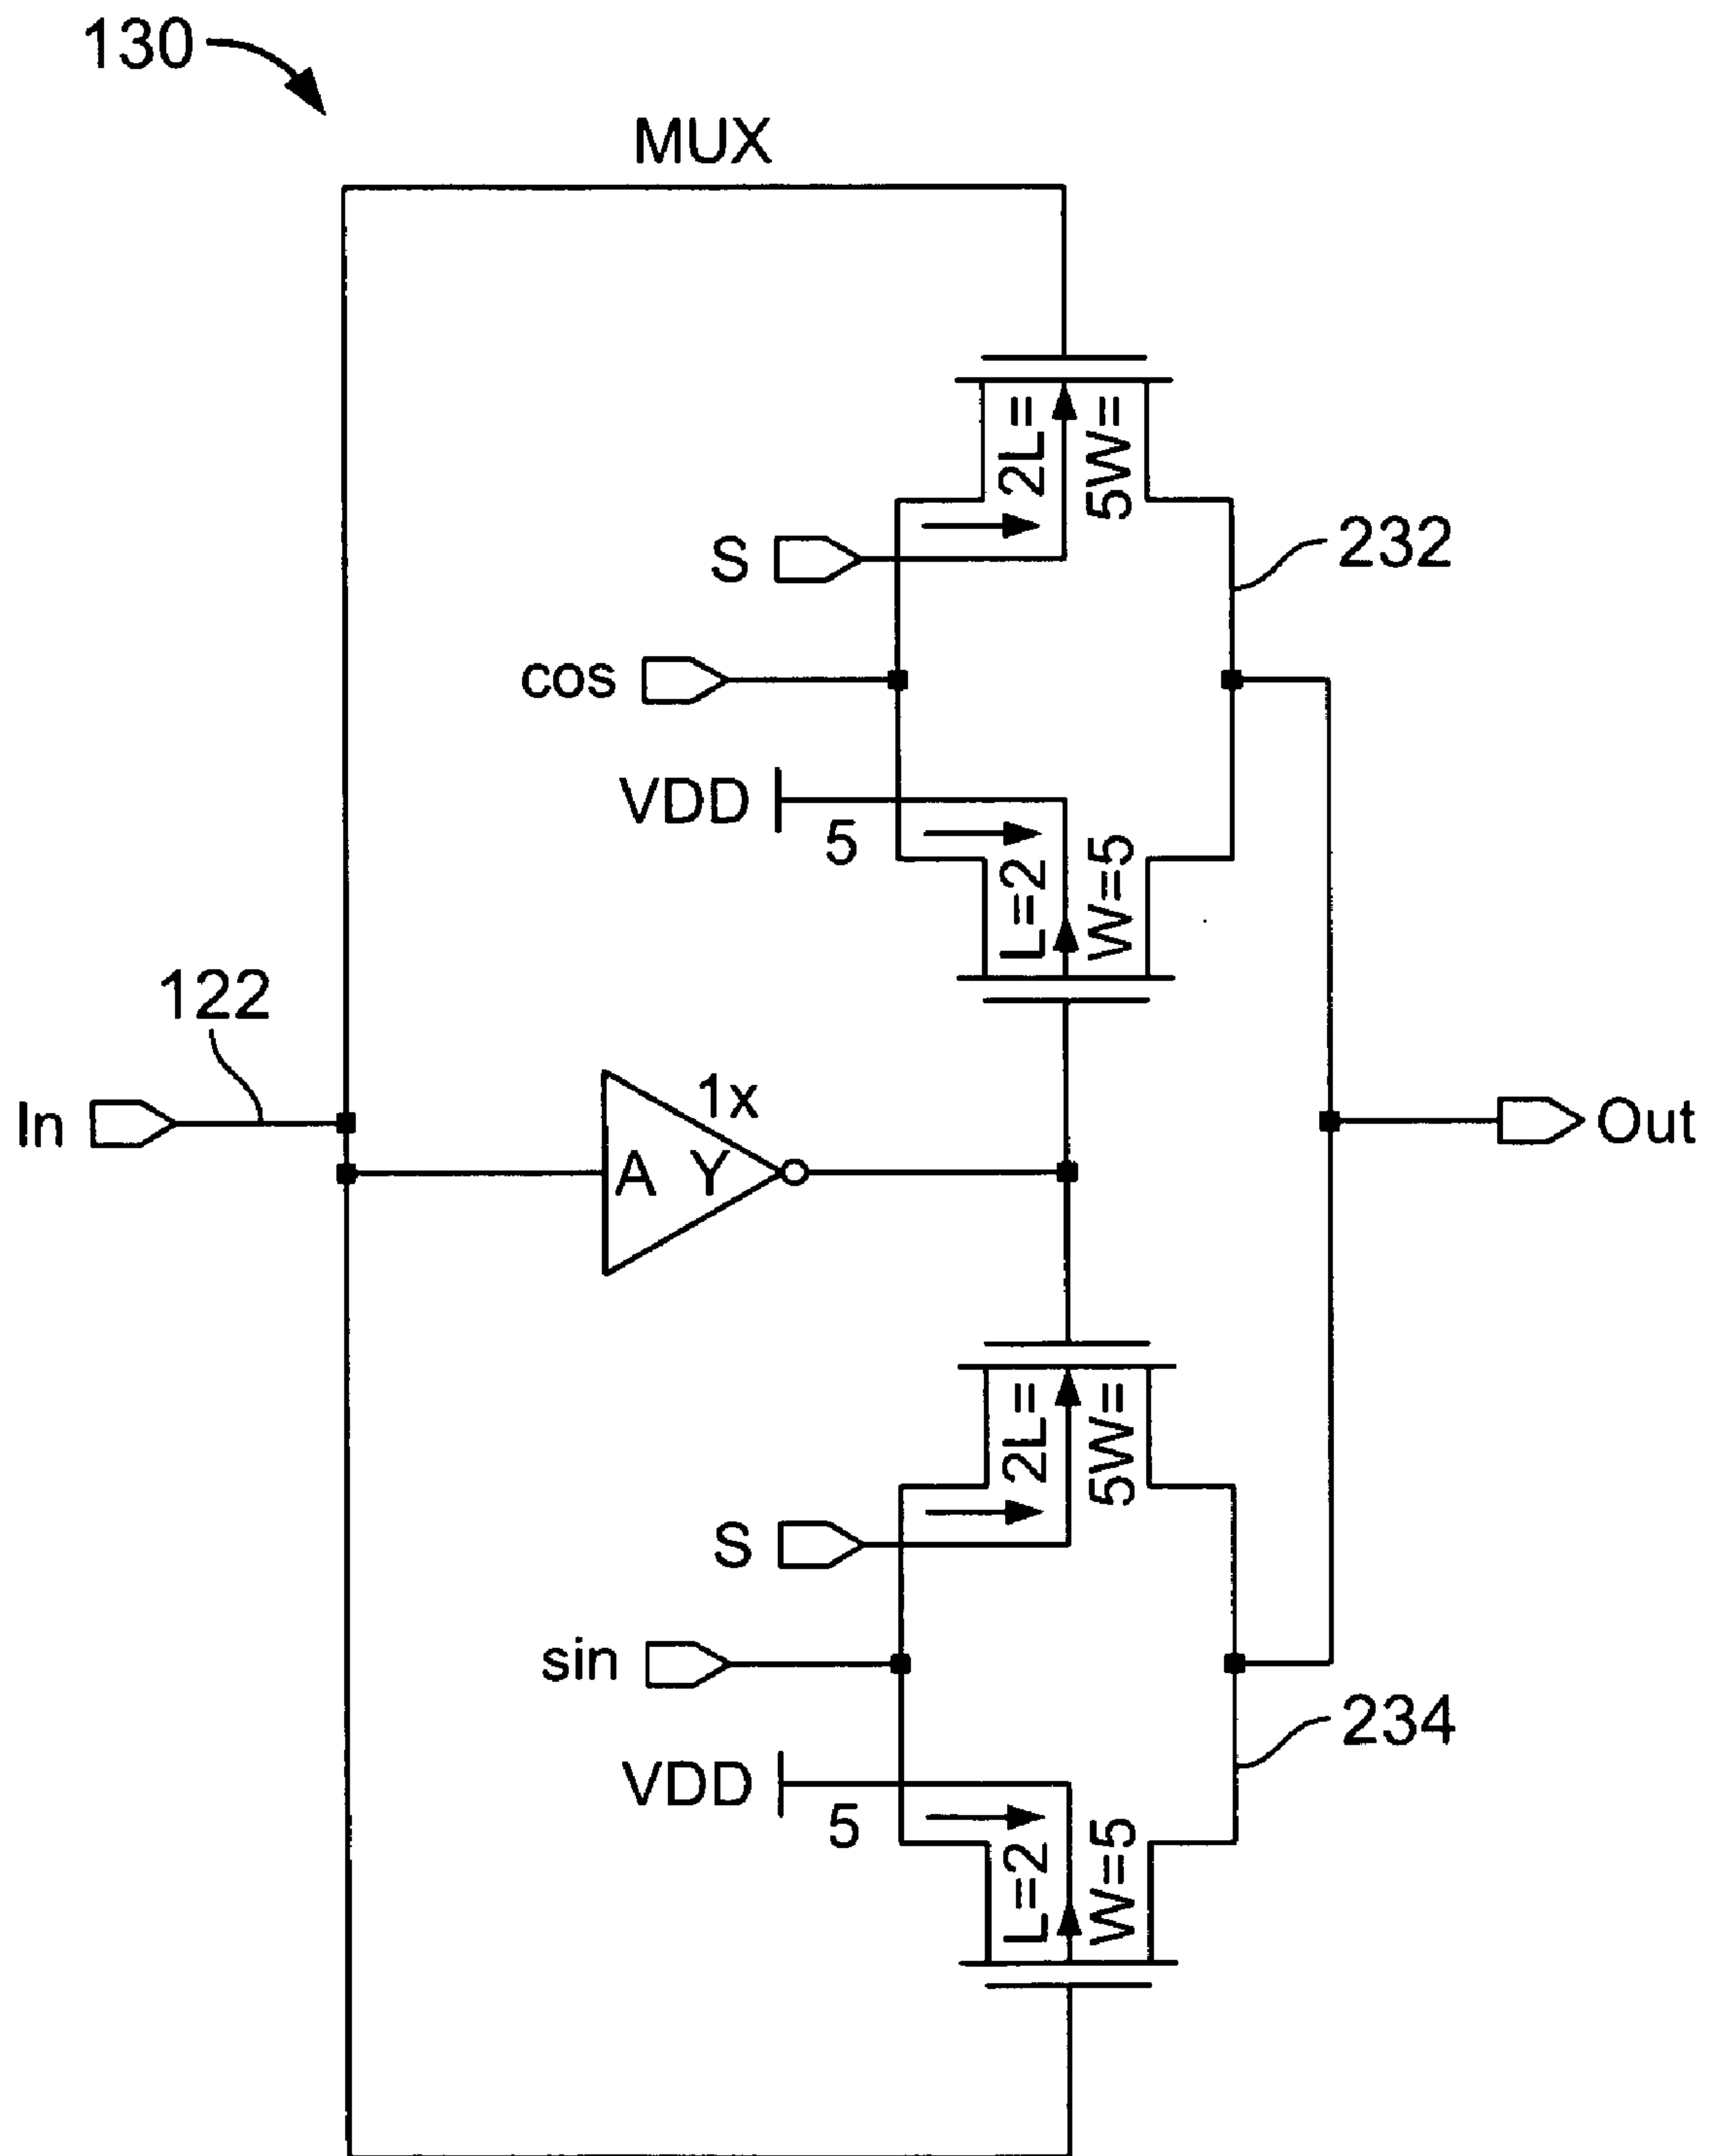 130
MUX
2L=
5W=
S
232
cos
VDD
5
L=2
W=5
122
In
1x
A Y
Out
2L=
5W=
S
sin
234
VDD
5
L=2
W=5